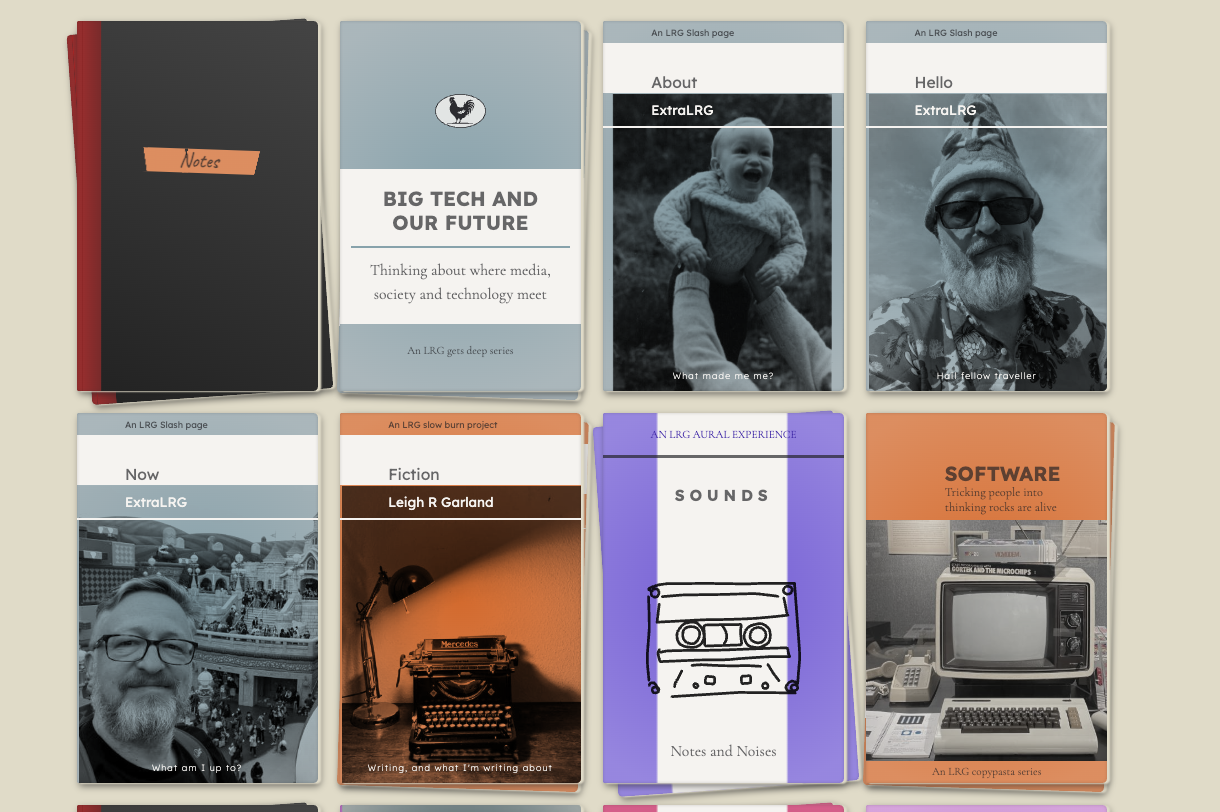 Notes
BIG TECH AND
OUR FUTURE
Thinking about where media,
society and technology meet
An LRG gets deep series
An LRG Slash page
About
ExtraLRG
What made me me?
An LRG Slash page
Hello
ExtraLRG
Hail fellow traveller
An LRG Slash page
Now
ExtraLRG
What am I up to?
An LRG slow burn project
Fiction
Leigh R Garland
Mercedes
Writing, and what I'm writing about
AN LRG AURAL EXPERIENCE
SOUNDS
Notes and Noises
SOFTWARE
Tricking people into
thinking rocks are alive
An LRG copypasta series